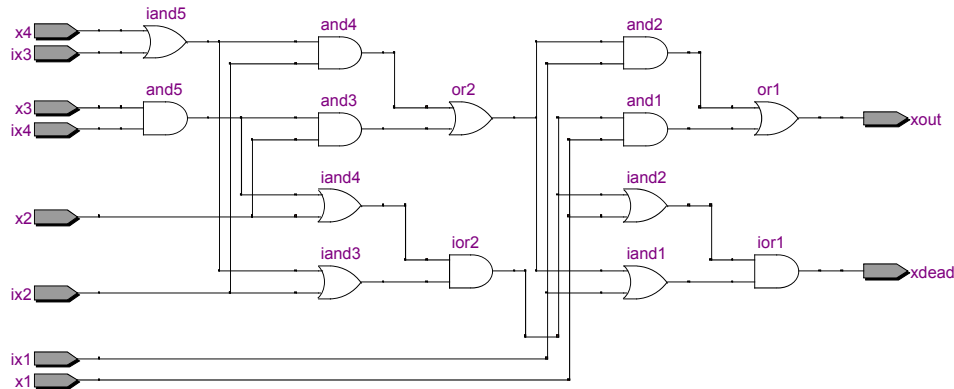 iand5
x4
ix3
and4
and2
x3
ix4
and5
and3
or2
and1
or1
xout
iand4
iand2
x2
iand3
ior2
iand1
ior1
xdead
ix2
ix1
x1